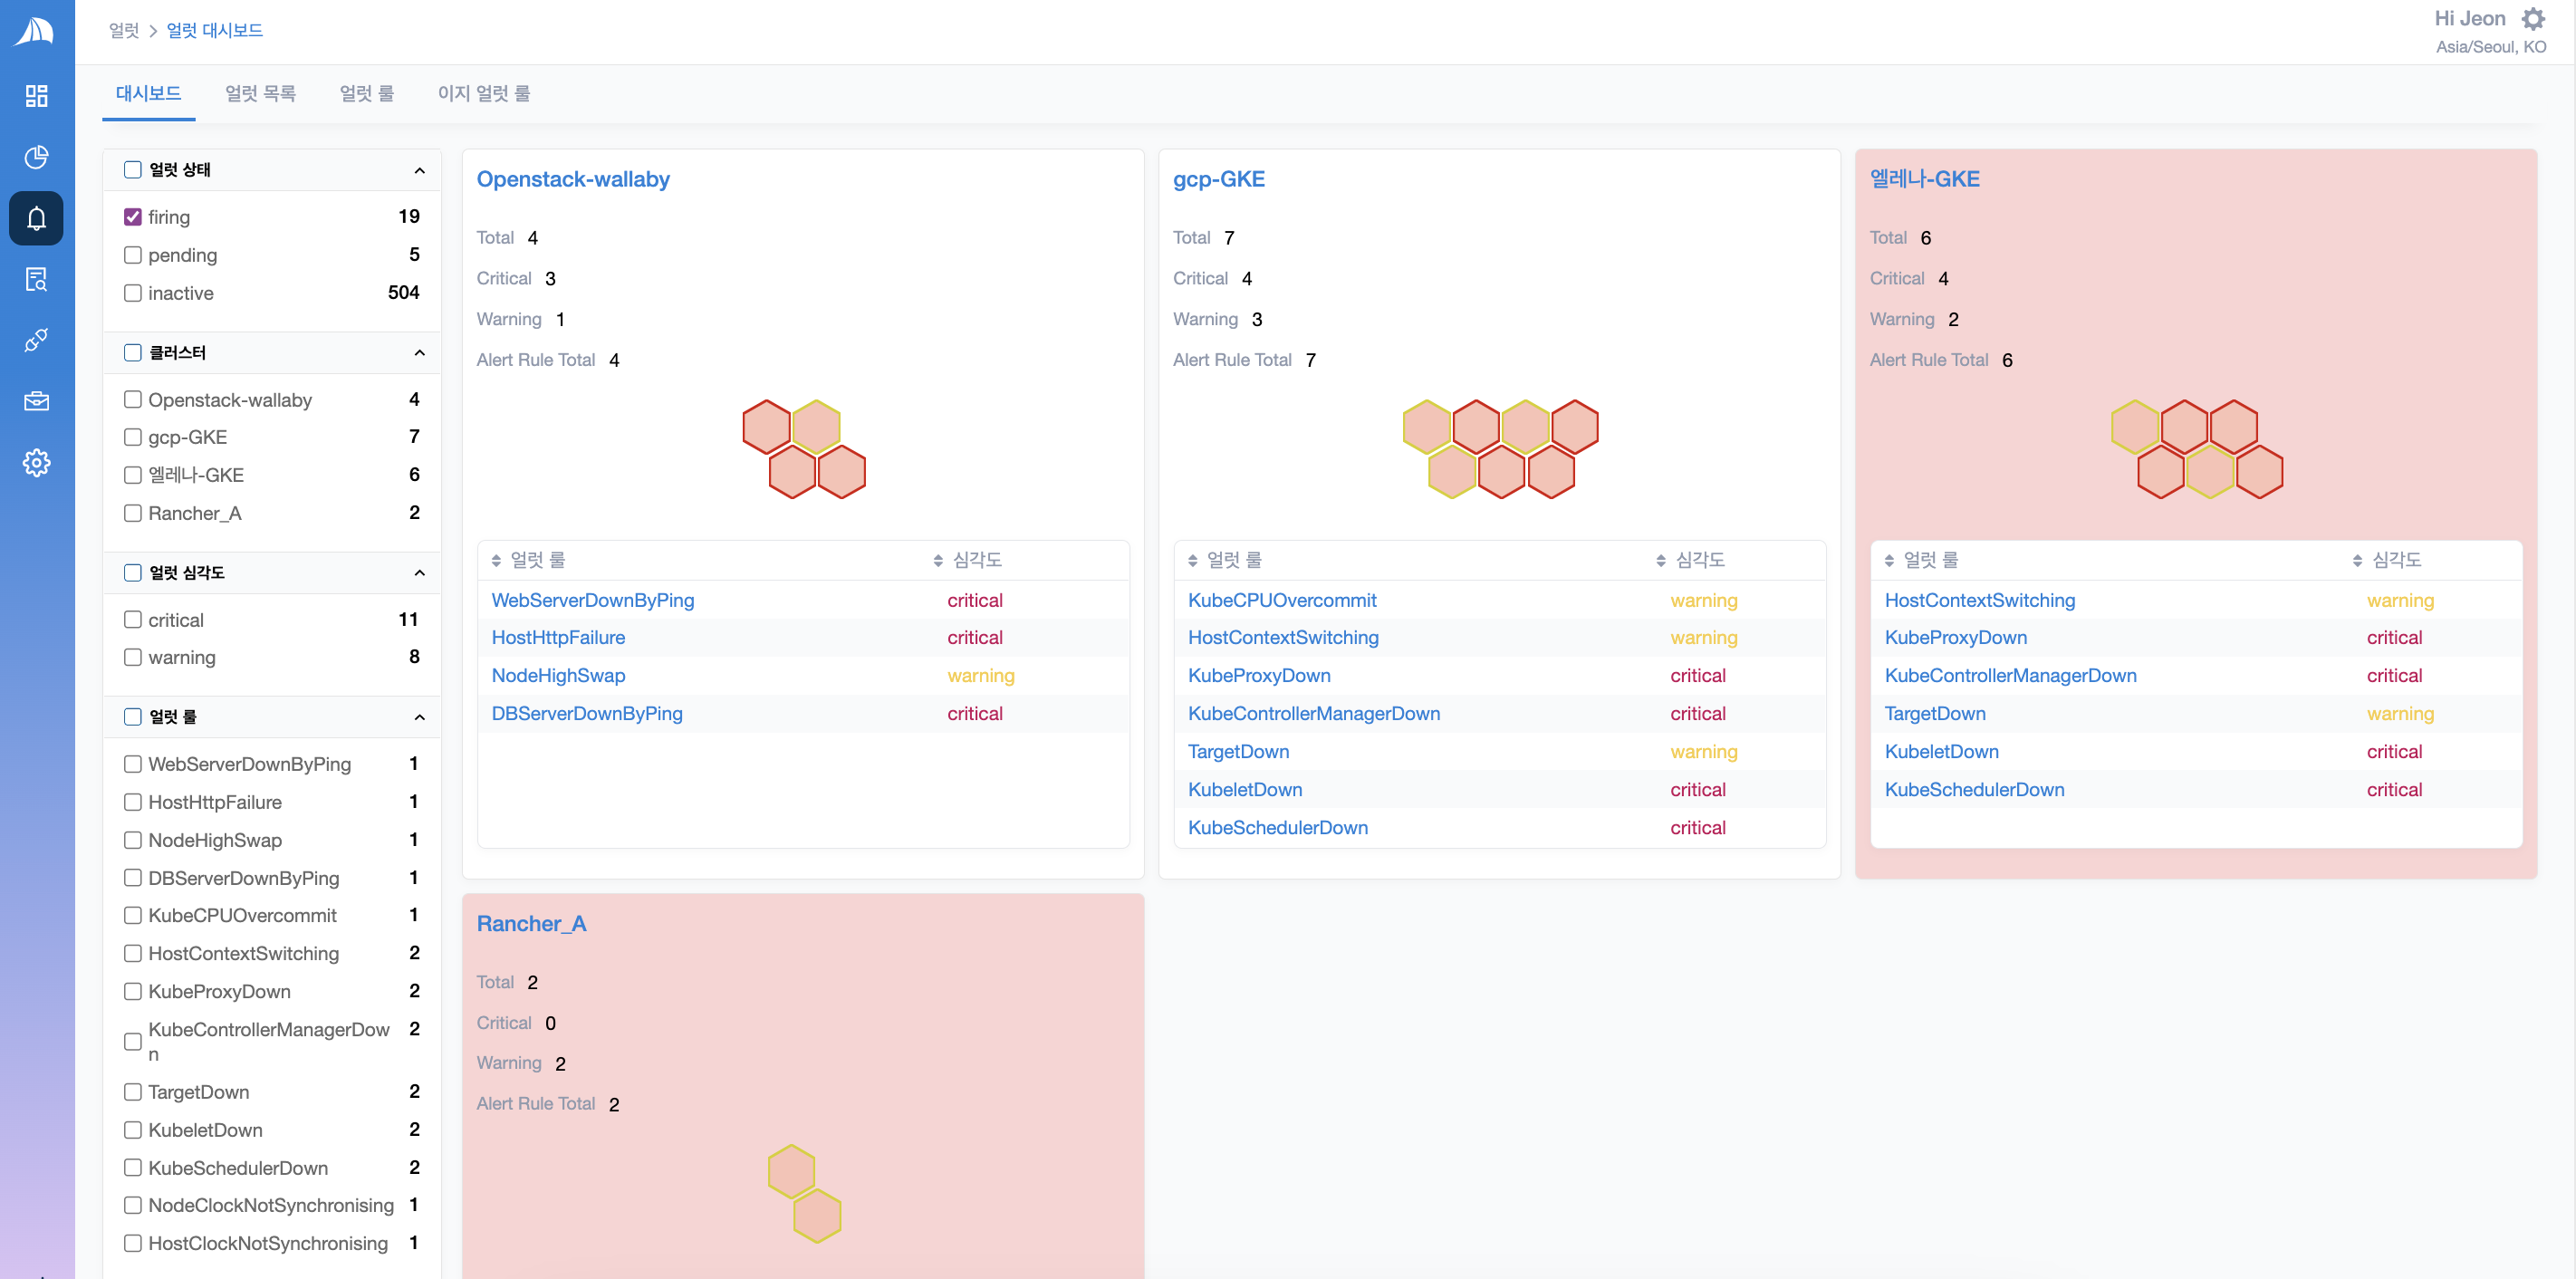 얼럿 > 얼럿 대시보드
Hi Jeon
Asia/Seoul, KO
대시보드
얼럿 목록
얼럿 룰
이지 얼럿 룰
얼럿 상태
firing 19
pending 5
inactive 504
클러스터
Openstack-wallaby 4
gcp-GKE 7
엘레나-GKE 6
Rancher_A 2
얼럿 심각도
critical 11
warning 8
얼럿 룰
WebServerDownByPing 1
HostHttpFailure 1
NodeHighSwap 1
DBServerDownByPing 1
KubeCPUOvercommit 1
HostContextSwitching 2
KubeProxyDown 2
KubeControllerManagerDow 2
n
TargetDown 2
KubeletDown 2
KubeSchedulerDown 2
NodeClockNotSynchronising 1
HostClockNotSynchronising 1
Openstack-wallaby
Total 4
Critical 3
Warning 1
Alert Rule Total 4
얼럿 룰 심각도
WebServerDownByPing critical
HostHttpFailure critical
NodeHighSwap warning
DBServerDownByPing critical
gcp-GKE
Total 7
Critical 4
Warning 3
Alert Rule Total 7
얼럿 룰 심각도
KubeCPUOvercommit warning
HostContextSwitching warning
KubeProxyDown critical
KubeControllerManagerDown critical
TargetDown warning
KubeletDown critical
KubeSchedulerDown critical
엘레나-GKE
Total 6
Critical 4
Warning 2
Alert Rule Total 6
얼럿 룰 심각도
HostContextSwitching warning
KubeProxyDown critical
KubeControllerManagerDown critical
TargetDown warning
KubeletDown critical
KubeSchedulerDown critical
Rancher_A
Total 2
Critical 0
Warning 2
Alert Rule Total 2